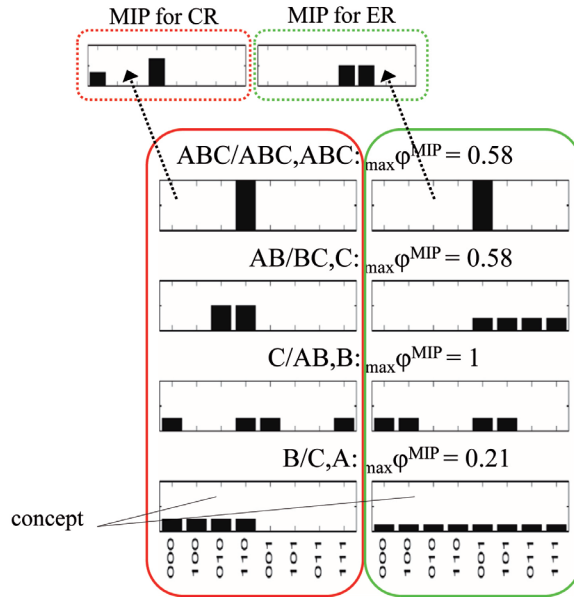 MIP for CR MIP for ER
ABC/ABC,ABC: maxφMIP = 0.58
AB/BC,C: maxφMIP = 0.58
C/AB,B: maxφMIP = 1
B/C,A: maxφMIP = 0.21
concept
000 100 010 110 001 101 011 111 000 100 010 110 001 101 011 111